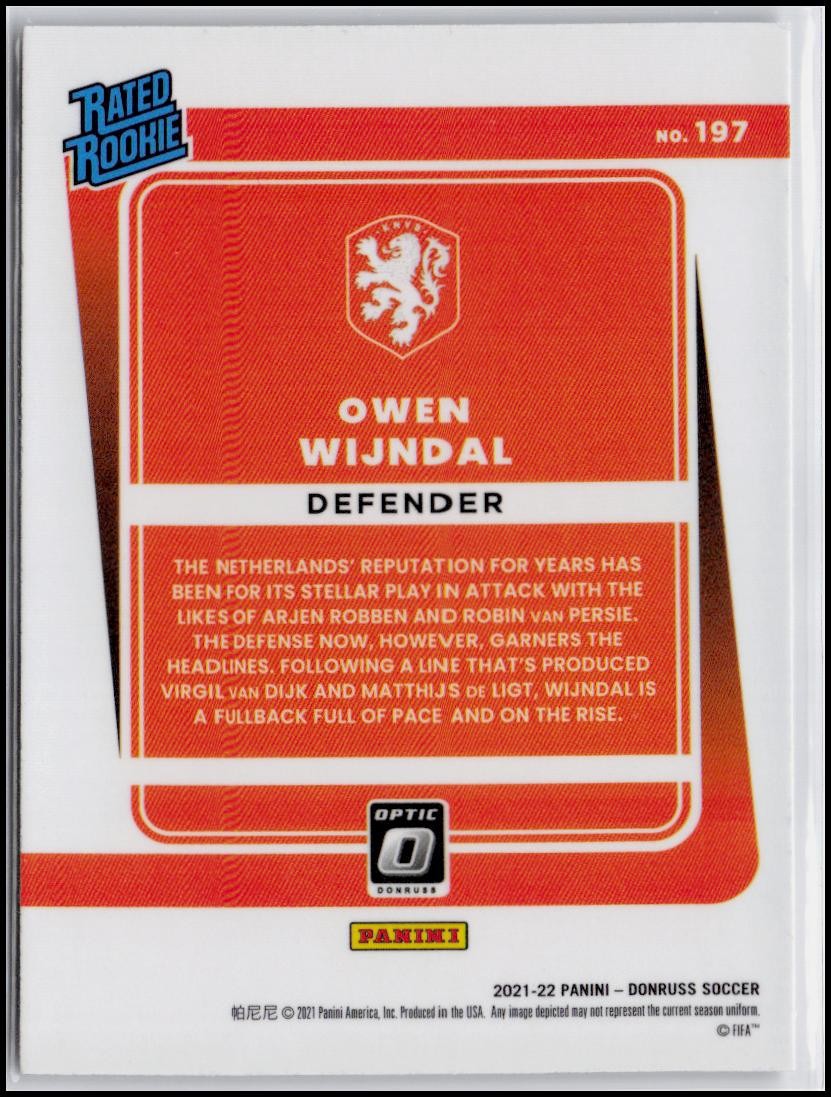 RATED
ROOKIE
NO. 197
KNVB
OWEN
WIJNDAL
DEFENDER
THE NETHERLANDS' REPUTATION FOR YEARS HAS
BEEN FOR ITS STELLAR PLAY IN ATTACK WITH THE
LIKES OF ARJEN ROBBEN AND ROBIN VAN PERSIE.
THE DEFENSE NOW, HOWEVER, GARNERS THE
HEADLINES. FOLLOWING A LINE THAT'S PRODUCED
VIRGIL VAN DIJK AND MATTHIJS DE LIGT, WIJNDAL IS
A FULLBACK FULL OF PACE AND ON THE RISE.
OPTIC
O
DONRUSS
PANINI
2021-22 PANINI – DONRUSS SOCCER
帕尼尼 © 2021 Panini America, Inc. Produced in the USA. Any image depicted may not represent the current season uniform.
© FIFA™